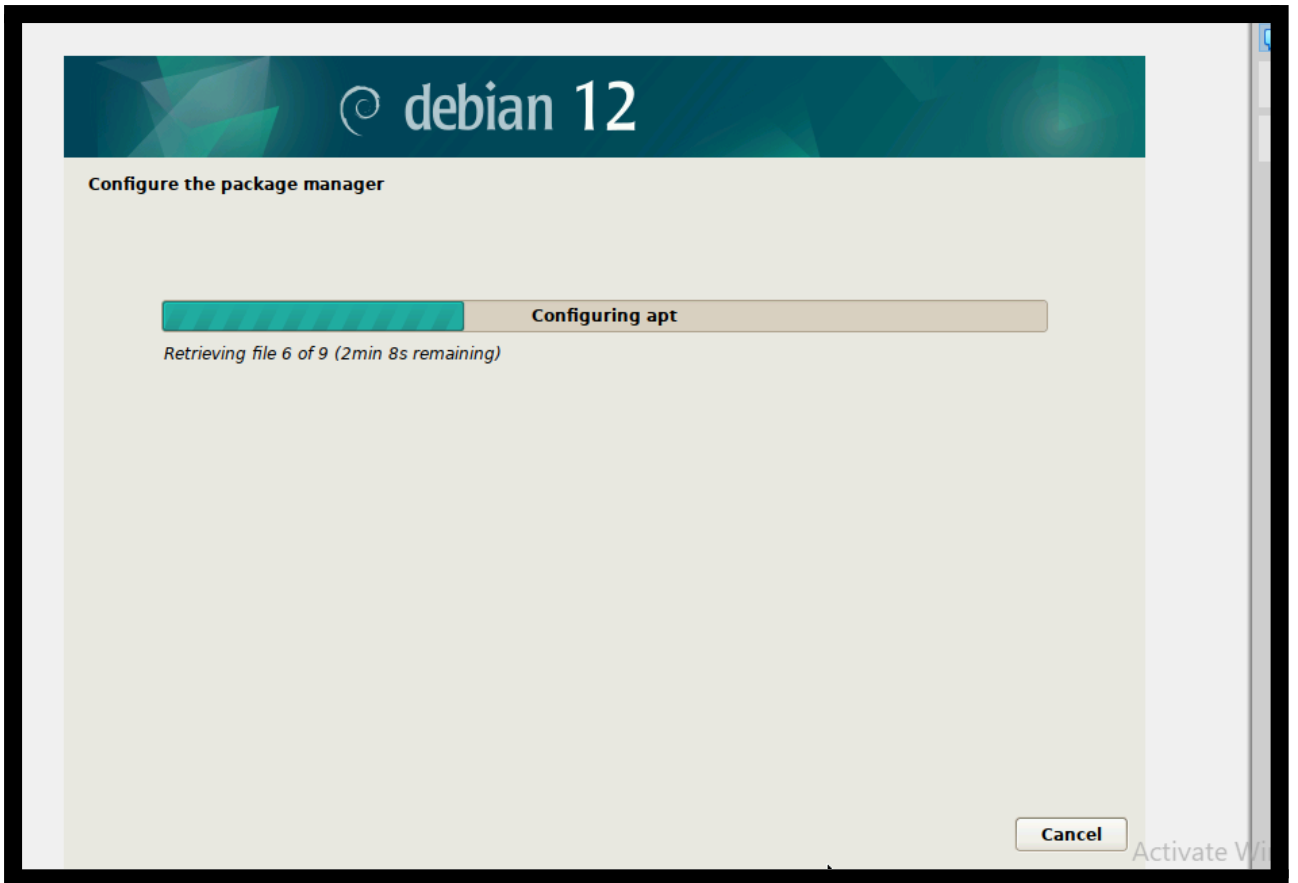 debian 12
Configure the package manager
Configuring apt
Retrieving file 6 of 9 (2min 8s remaining)
Cancel
Activate Wi